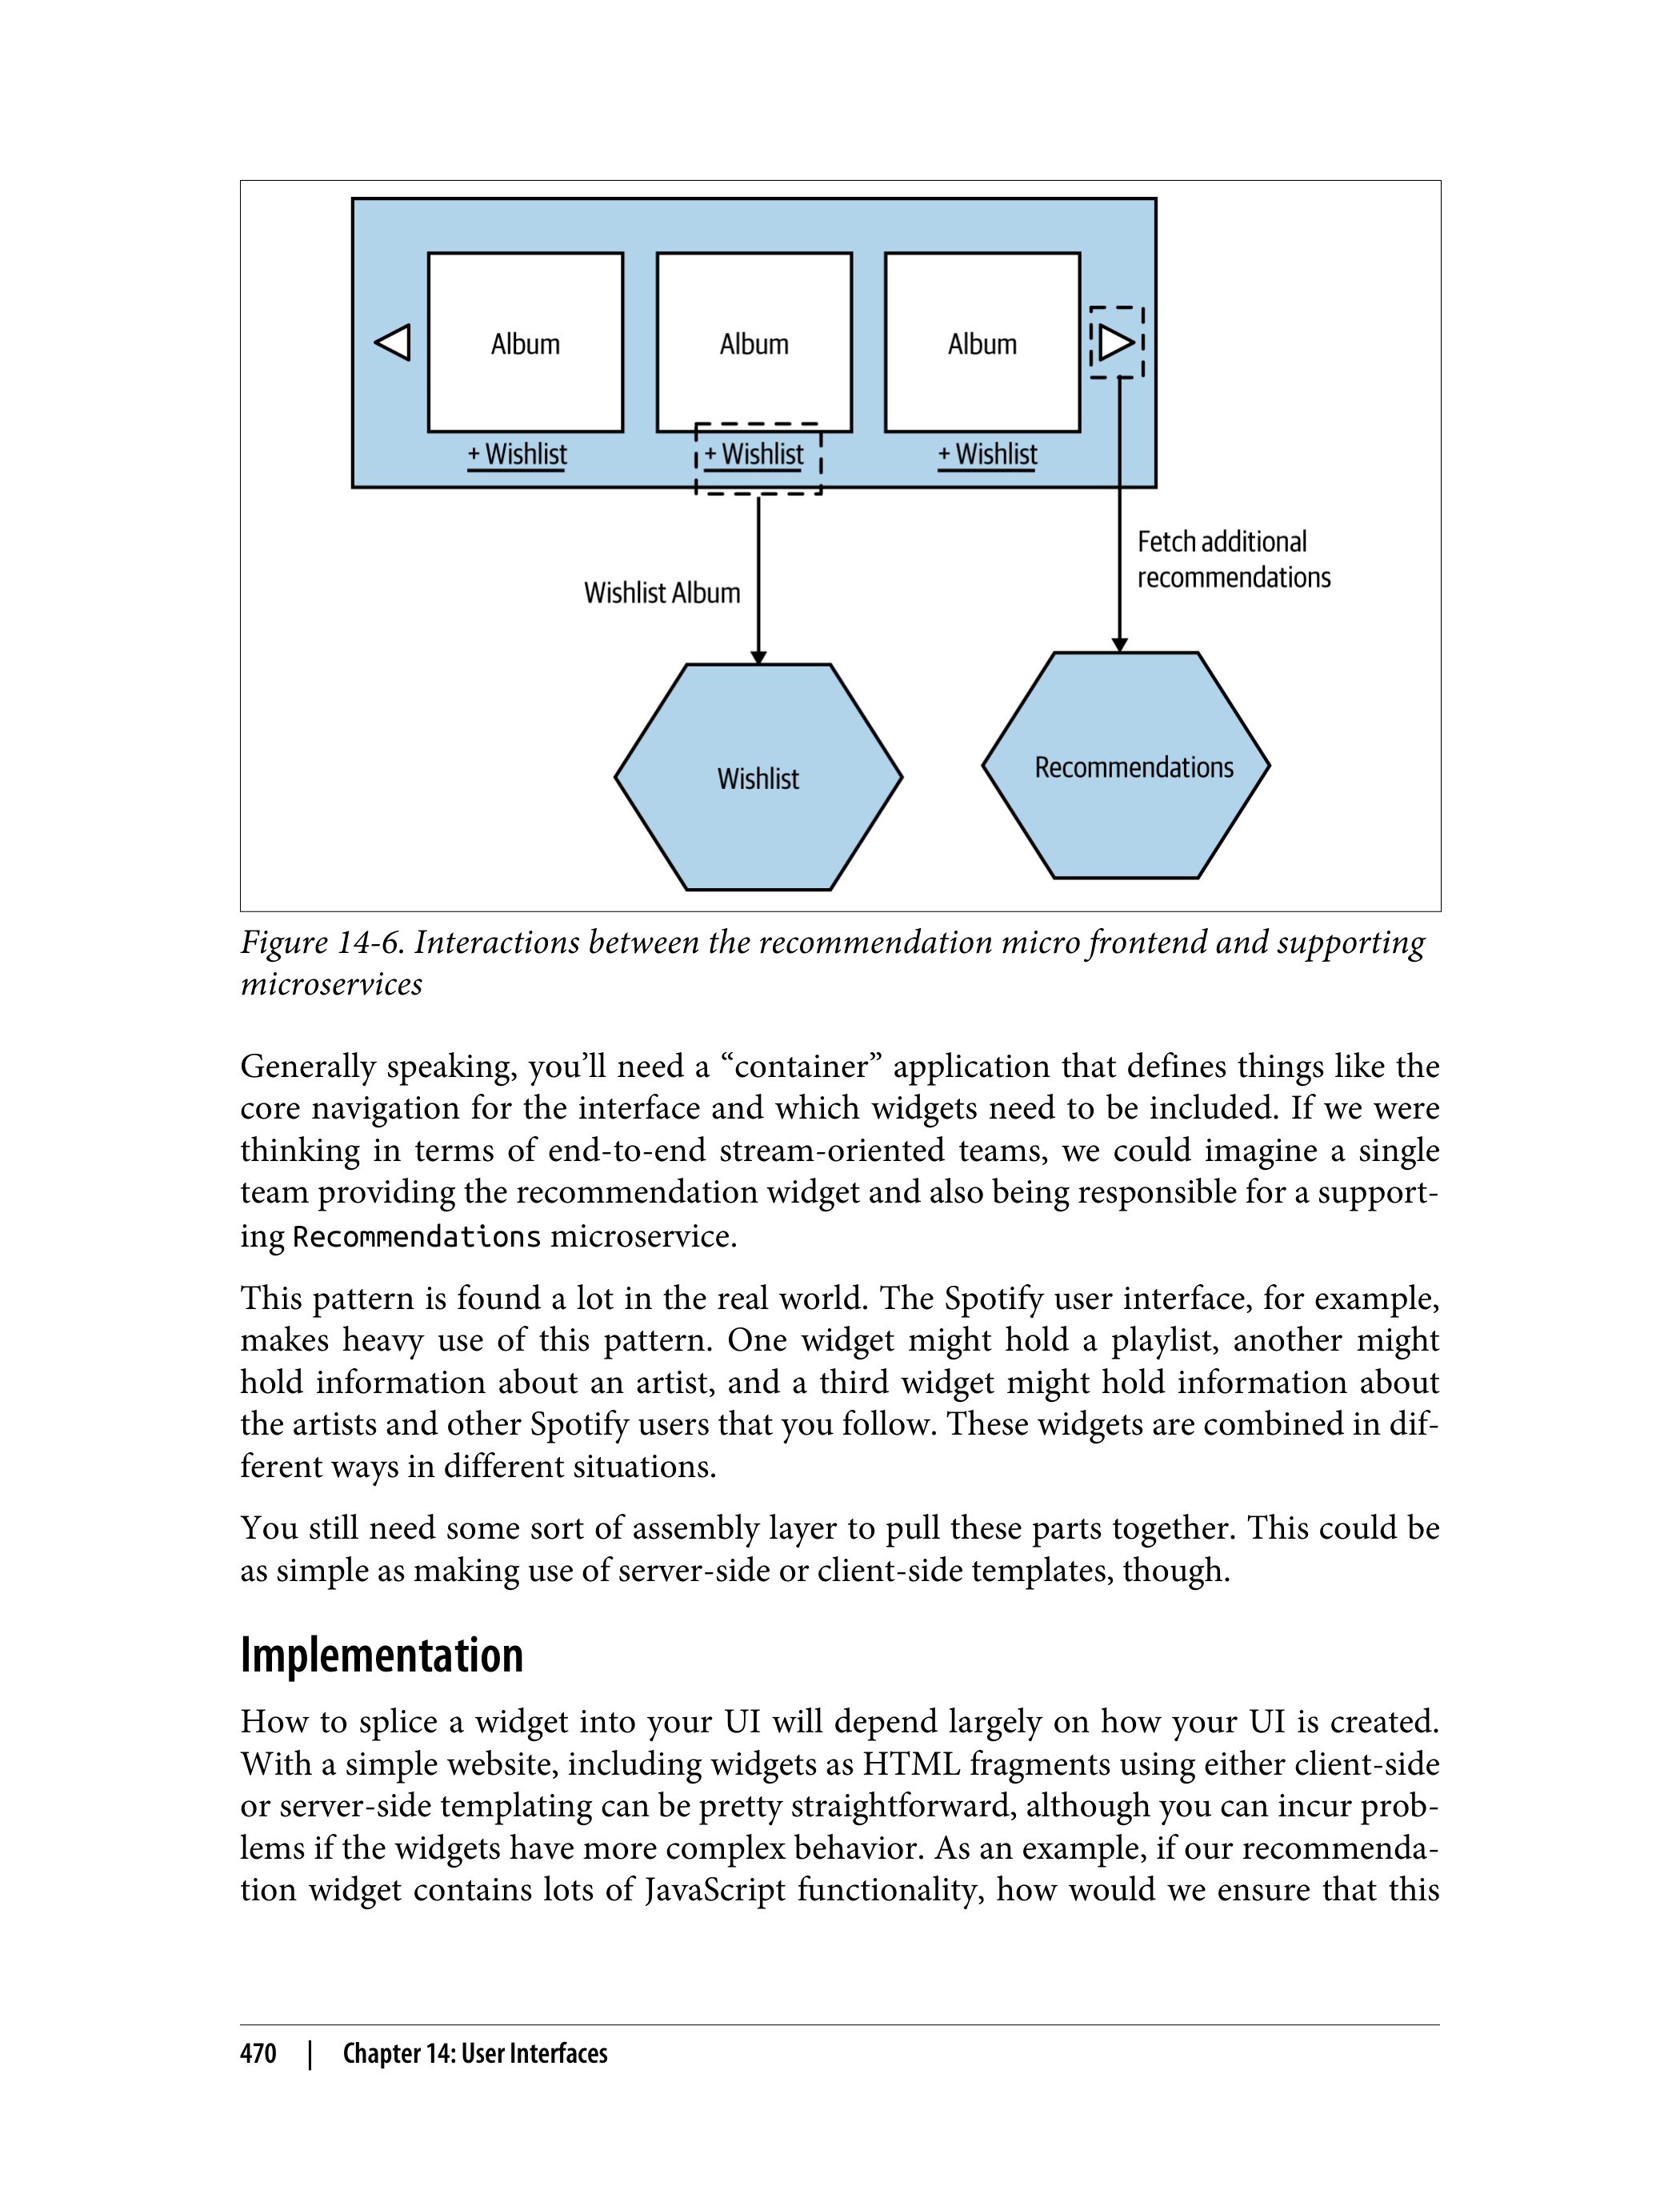 Album
Album
Album
+ Wishlist
+ Wishlist
+ Wishlist
Fetch additional
recommendations
Wishlist Album
Wishlist
Recommendations
Figure 14-6. Interactions between the recommendation micro frontend and supporting
microservices
Generally speaking, you’ll need a “container” application that defines things like the
core navigation for the interface and which widgets need to be included. If we were
thinking in terms of end-to-end stream-oriented teams, we could imagine a single
team providing the recommendation widget and also being responsible for a support-
ing Recommendations microservice.
This pattern is found a lot in the real world. The Spotify user interface, for example,
makes heavy use of this pattern. One widget might hold a playlist, another might
hold information about an artist, and a third widget might hold information about
the artists and other Spotify users that you follow. These widgets are combined in dif-
ferent ways in different situations.
You still need some sort of assembly layer to pull these parts together. This could be
as simple as making use of server-side or client-side templates, though.
Implementation
How to splice a widget into your UI will depend largely on how your UI is created.
With a simple website, including widgets as HTML fragments using either client-side
or server-side templating can be pretty straightforward, although you can incur prob-
lems if the widgets have more complex behavior. As an example, if our recommenda-
tion widget contains lots of JavaScript functionality, how would we ensure that this
470 | Chapter 14: User Interfaces